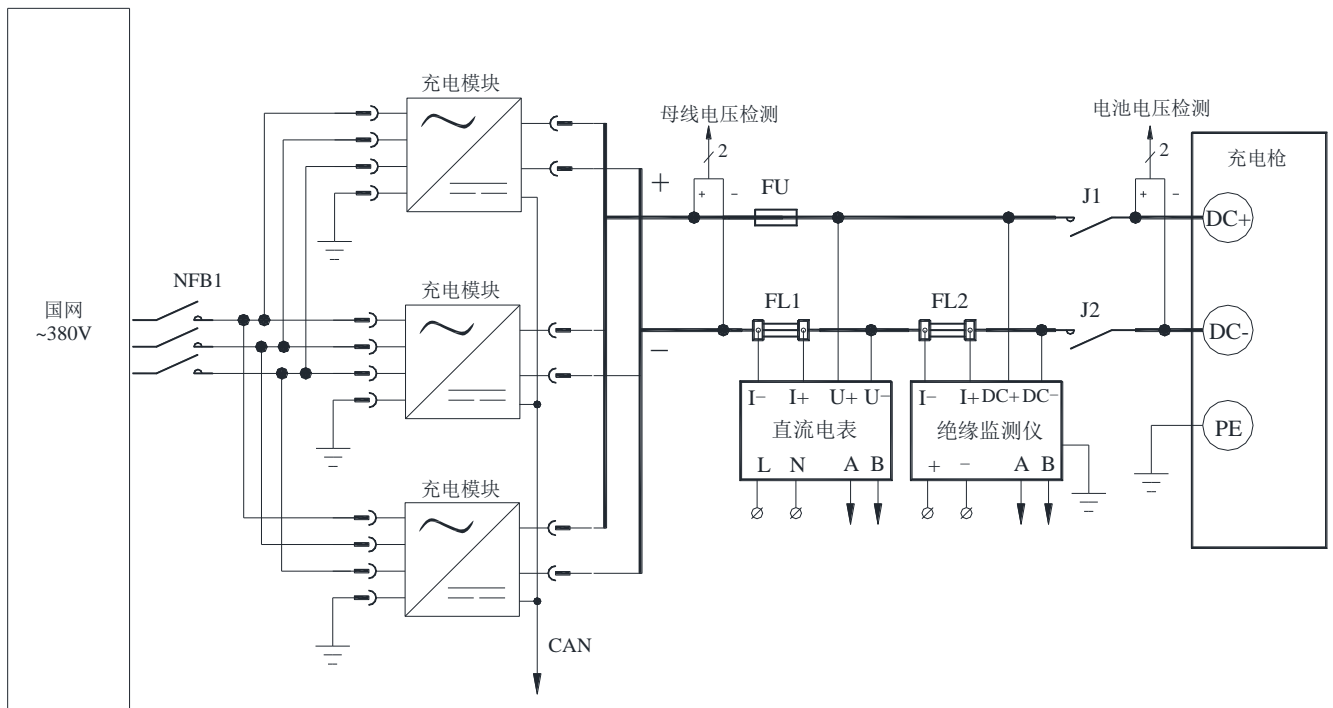 充电模块
母线电压检测
电池电压检测
2
2
充电枪
+
+ -
FU
J1
+ -
DC+
NFB1
充电模块
国网
~380V
FL1
FL2
J2
DC-
−
I- I+ U+ U-
直流电表
L N A B
I- I+ DC+ DC-
绝缘监测仪
+ - A B
PE
充电模块
CAN